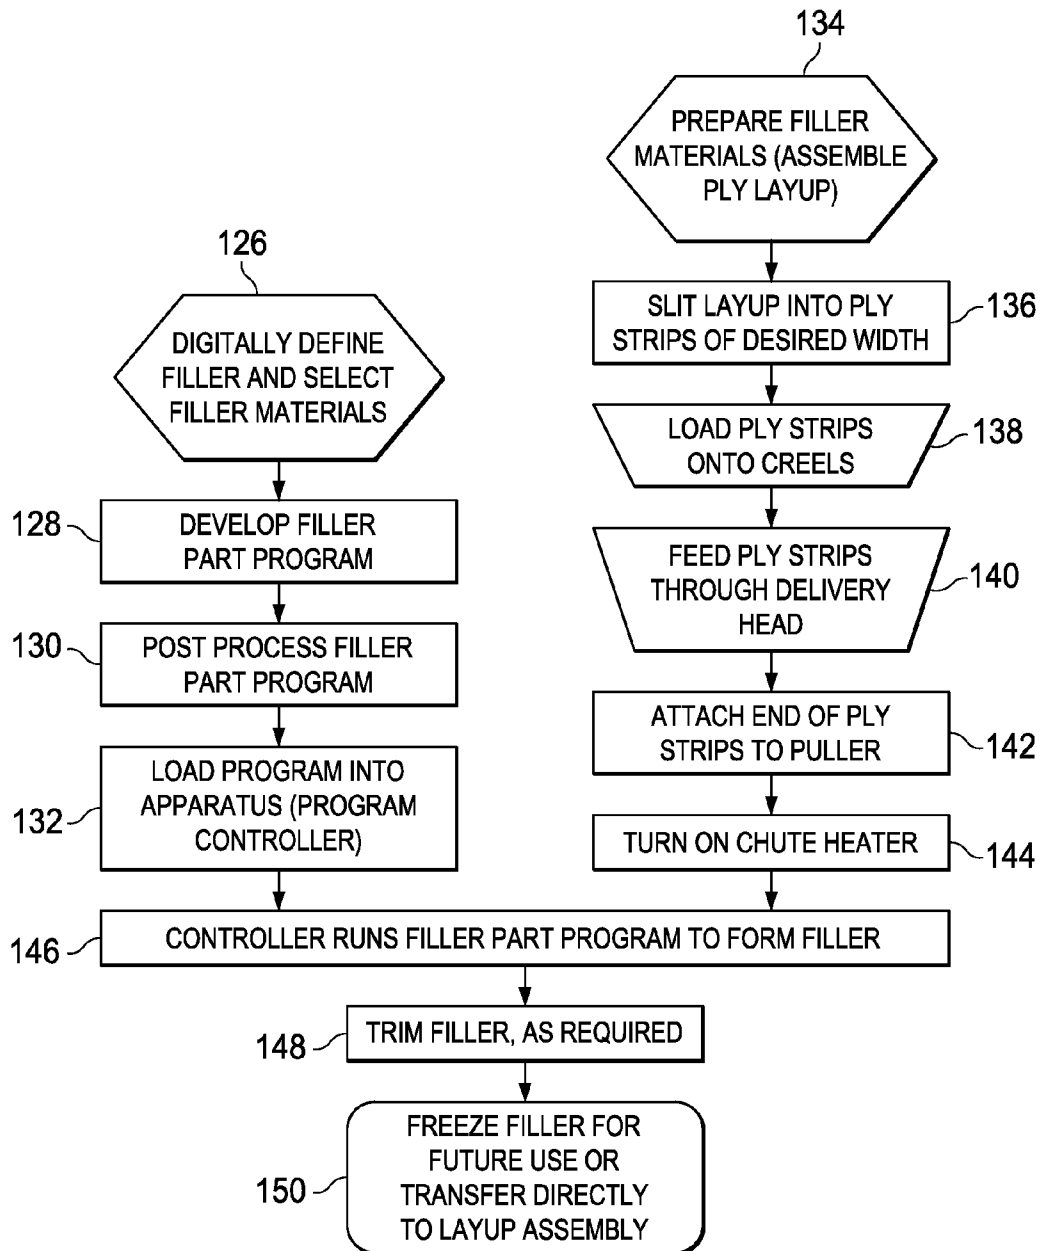 134
PREPARE FILLER
MATERIALS (ASSEMBLE
PLY LAYUP)
136
SLIT LAYUP INTO PLY
STRIPS OF DESIRED WIDTH
138
LOAD PLY STRIPS
ONTO CREELS
140
FEED PLY STRIPS
THROUGH DELIVERY
HEAD
142
ATTACH END OF PLY
STRIPS TO PULLER
144
TURN ON CHUTE HEATER
126
DIGITALLY DEFINE
FILLER AND SELECT
FILLER MATERIALS
128
DEVELOP FILLER
PART PROGRAM
130
POST PROCESS FILLER
PART PROGRAM
132
LOAD PROGRAM INTO
APPARATUS (PROGRAM
CONTROLLER)
146
CONTROLLER RUNS FILLER PART PROGRAM TO FORM FILLER
148
TRIM FILLER, AS REQUIRED
150
FREEZE FILLER FOR
FUTURE USE OR
TRANSFER DIRECTLY
TO LAYUP ASSEMBLY